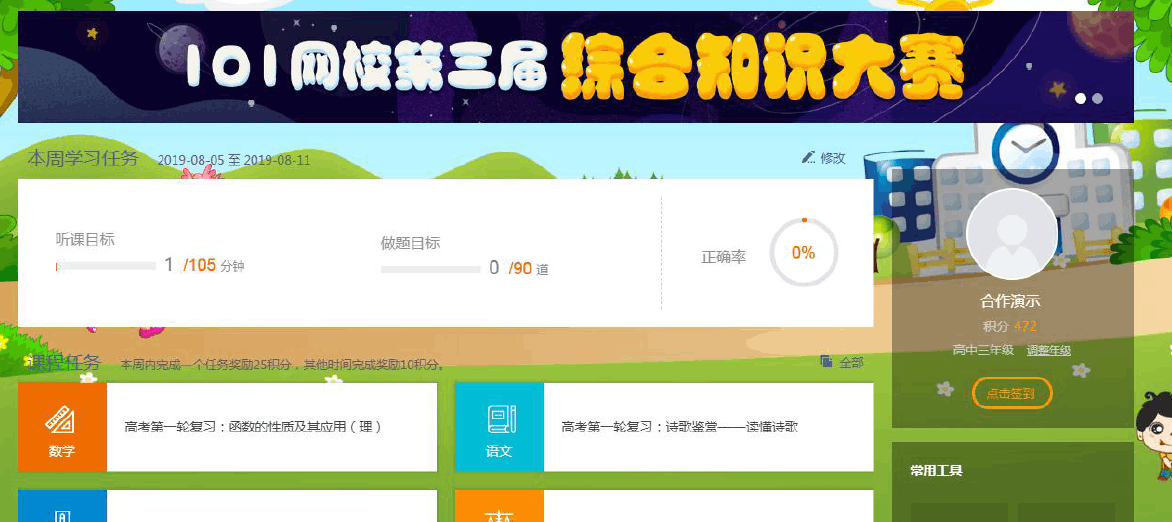 101网校第三届综合知识大赛
本周学习任务 2019-08-05 至 2019-08-11
修改
听课目标
1 /105 分钟
做题目标
0 /90 道
正确率 0%
合作演示
积分 472
高中三年级 调整年级
点击签到
课程任务 本周内完成一个任务奖励25积分，其他时间完成奖励10积分。
全部
数学
高考第一轮复习：函数的性质及其应用（理）
语文
高考第一轮复习：诗歌鉴赏——读懂诗歌
常用工具